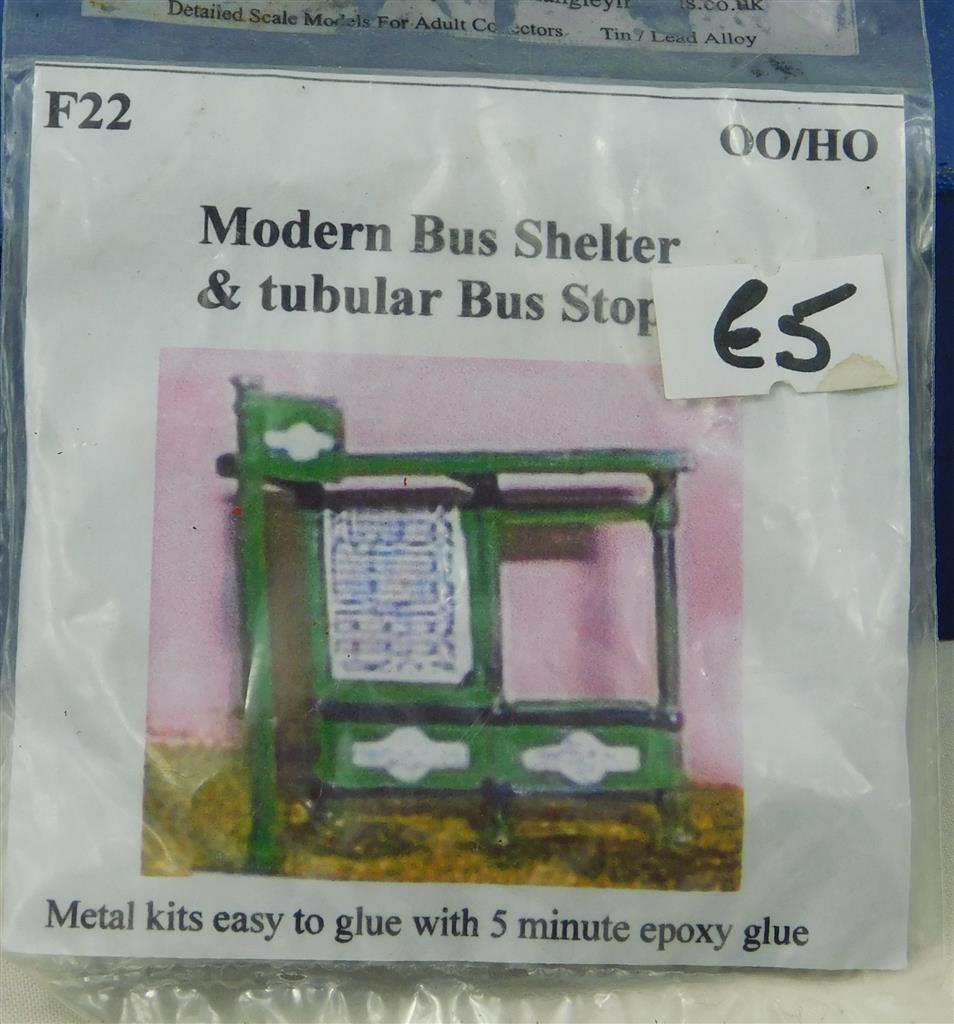 Detailed Scale Models For Adult Collectors Tin / Lead Alloy
F22
OO/HO
Modern Bus Shelter
& tubular Bus Stop
£5
Metal kits easy to glue with 5 minute epoxy glue